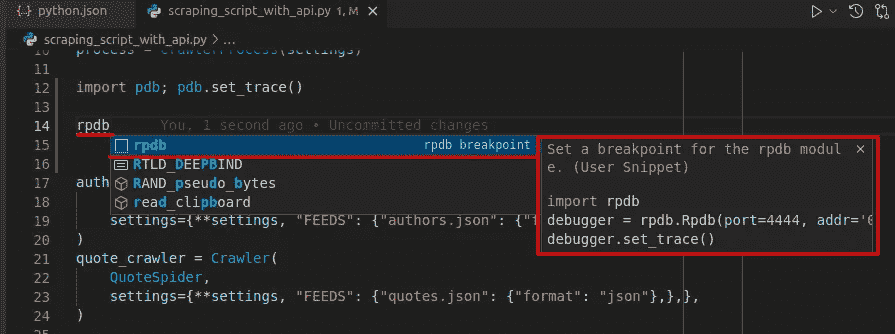 python.json
scraping_script_with_api.py 1, M
scraping_script_with_api.py > ...
10 process = CrawlerProcess(settings)
11
12 import pdb; pdb.set_trace()
13
14 rpdb You, 1 second ago • Uncommitted changes
15 rpdb rpdb breakpoint
16 RTLD_DEEPBIND
RAND_pseudo_bytes
17 auth
18 read_clipboard
19 settings={**settings, "FEEDS": {"authors.json": {"f
20 )
21 quote_crawler = Crawler(
22 QuoteSpider,
23 settings={**settings, "FEEDS": {"quotes.json": {"format": "json"},},},
24 )
25
Set a breakpoint for the rpdb modul
e. (User Snippet)
import rpdb
debugger = rpdb.Rpdb(port=4444, addr='0
debugger.set_trace()